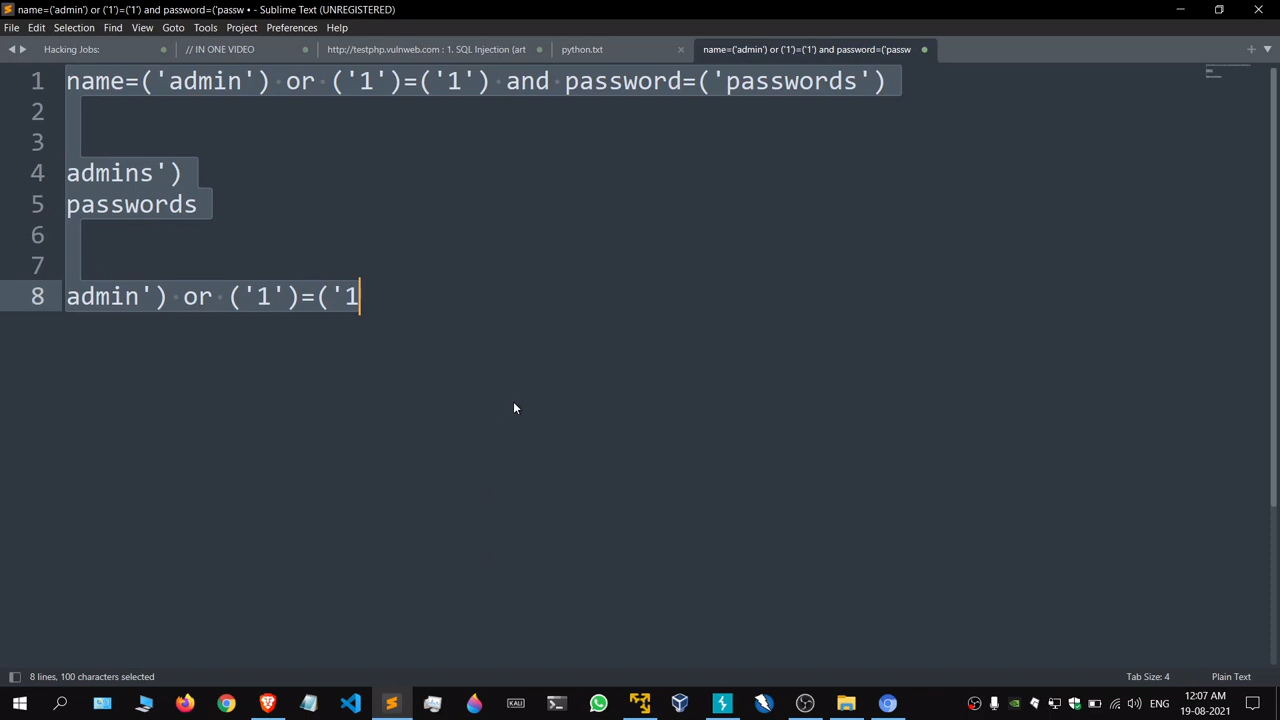 name=('admin') or ('1')=('1') and password=('passw • - Sublime Text (UNREGISTERED)
File Edit Selection Find View Goto Tools Project Preferences Help
Hacking Jobs: // IN ONE VIDEO http://testphp.vulnweb.com : 1. SQL Injection (art python.txt name=('admin') or ('1')=('1') and password=('passw
1 name=('admin') or ('1')=('1') and password=('passwords')
2
3
4 admins')
5 passwords
6
7
8 admin') or ('1')=('1
8 lines, 100 characters selected Tab Size: 4 Plain Text
KALI ENG 12:07 AM
19-08-2021